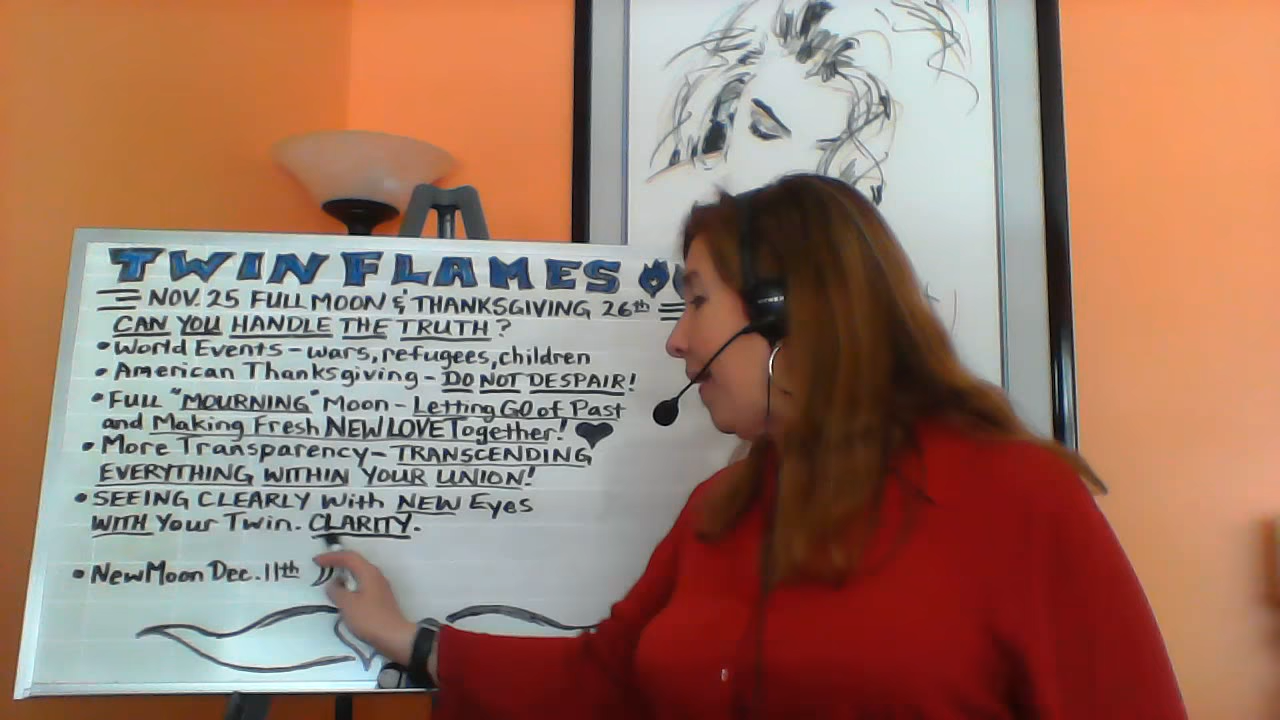 TWIN FLAMES
NOV. 25 FULL MOON & THANKSGIVING 26th
CAN YOU HANDLE THE TRUTH?
• World Events - wars, refugees, children
• American Thanksgiving - DO NOT DESPAIR!
• FULL "MOURNING" Moon - Letting GO of Past
and Making Fresh NEW LOVE Together!
• More Transparency - TRANSCENDING
EVERYTHING WITHIN YOUR UNION!
• SEEING CLEARLY With NEW Eyes
WITH Your Twin. CLARITY.
• New Moon Dec. 11th